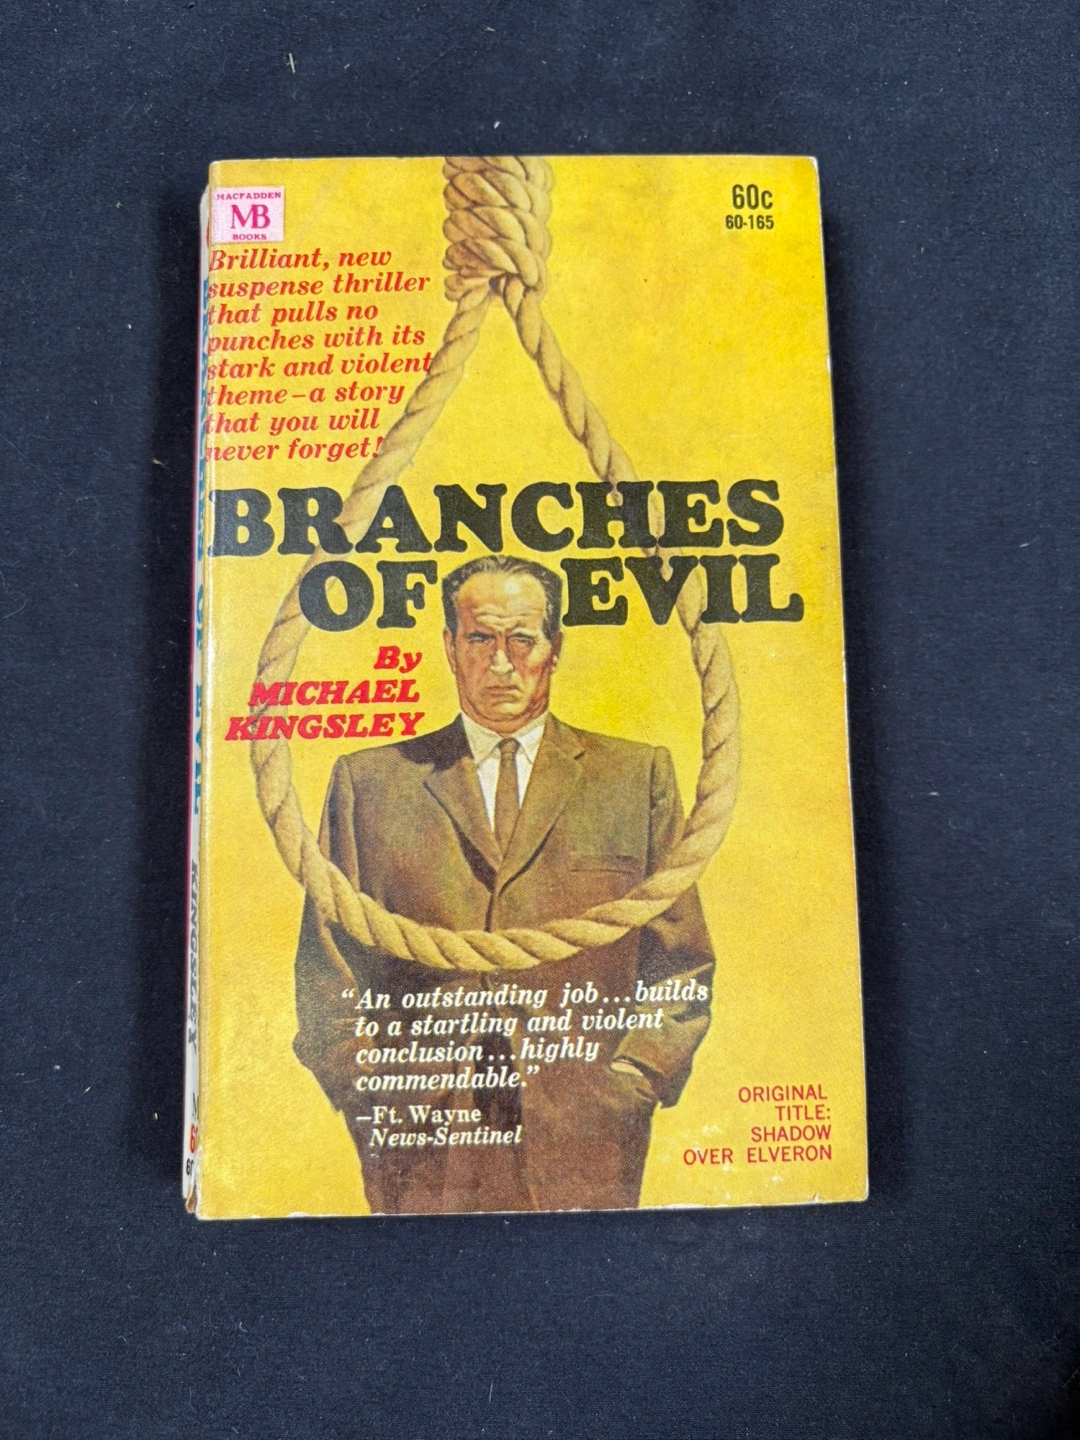 MACFADDEN
MB
BOOKS
60c
60-165
Brilliant, new
suspense thriller
that pulls no
punches with its
stark and violent
theme–a story
that you will
never forget!
BRANCHES
OF EVIL
By
MICHAEL
KINGSLEY
“An outstanding job...builds
to a startling and violent
conclusion...highly
commendable.”
–Ft. Wayne
News-Sentinel
ORIGINAL
TITLE:
SHADOW
OVER ELVERON
KINGSLEY